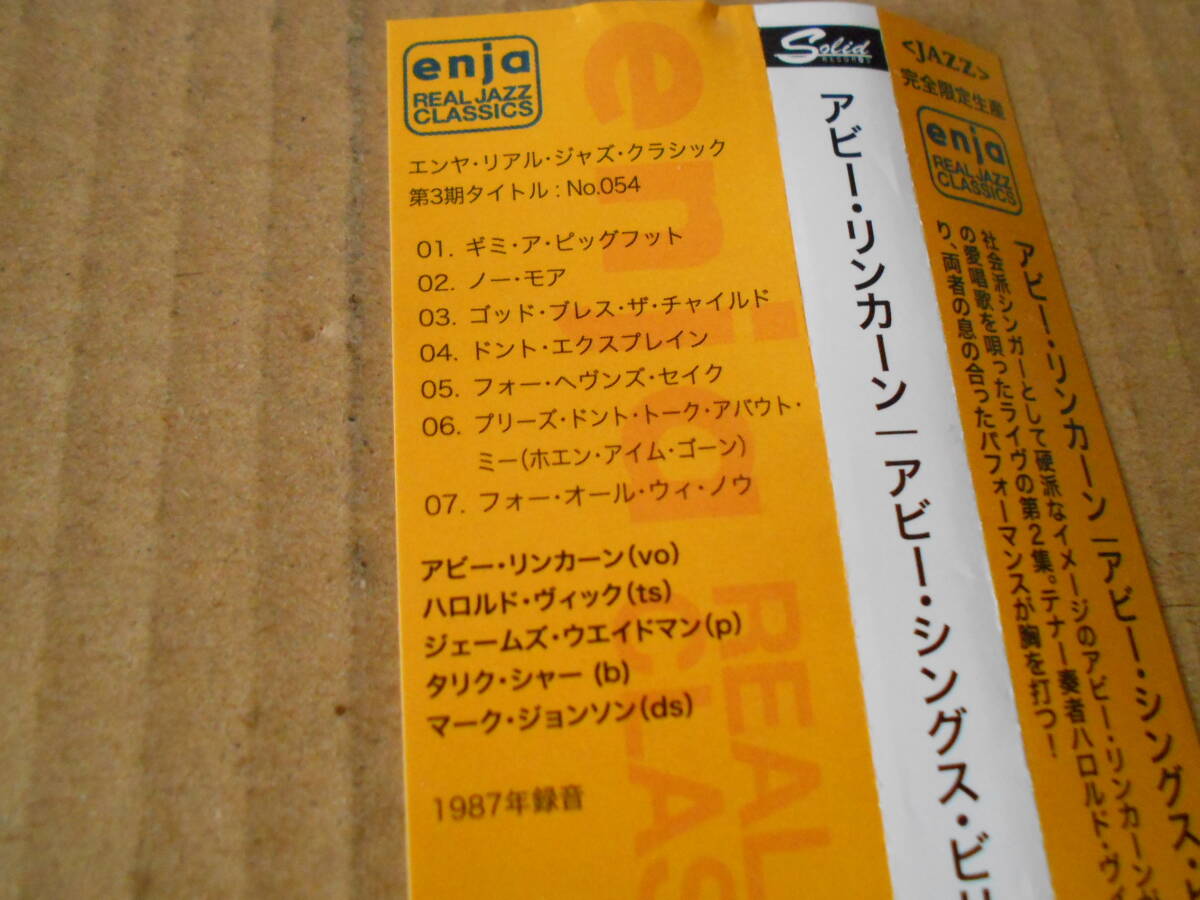 enja
REAL JAZZ
CLASSICS
エンヤ・リアル・ジャズ・クラシック
第3期タイトル : No.054
01. ギミ・ア・ピッグフット
02. ノー・モア
03. ゴッド・ブレス・ザ・チャイルド
04. ドント・エクスプレイン
05. フォー・ヘヴンズ・セイク
06. プリーズ・ドント・トーク・アバウト・
ミー(ホエン・アイム・ゴーン)
07. フォー・オール・ウィ・ノウ
アビー・リンカーン(vo)
ハロルド・ヴィック(ts)
ジェームズ・ウエイドマン(p)
タリク・シャー (b)
マーク・ジョンソン(ds)
1987年録音
enja
REAL
CLAS
Solid
RECORDS
アビー・リンカーン | アビー・シングス・ビリ
<JAZZ>
完全限定生産
enja
REAL JAZZ
CLASSICS
アビー・リンカーン | アビー・シングス・ビ
社会派シンガーとして硬派なイメージのアビー・リンカーンが
の愛唱歌を唄ったライヴの第2集。テナー奏者ハロルド・ヴィ
り、両者の息の合ったパフォーマンスが胸を打つ!